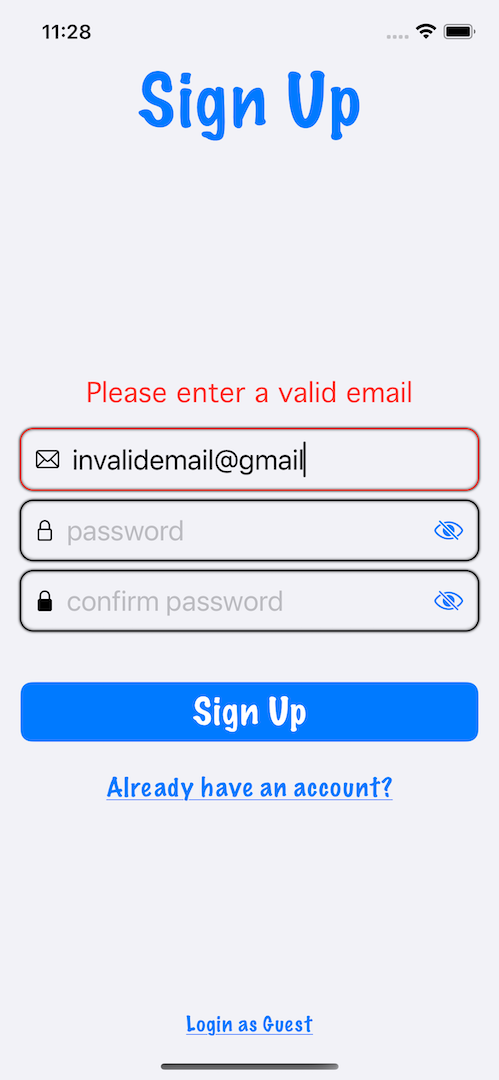 11:28
Sign Up
Please enter a valid email
invalidemail@gmail
password
confirm password
Sign Up
Already have an account?
Login as Guest